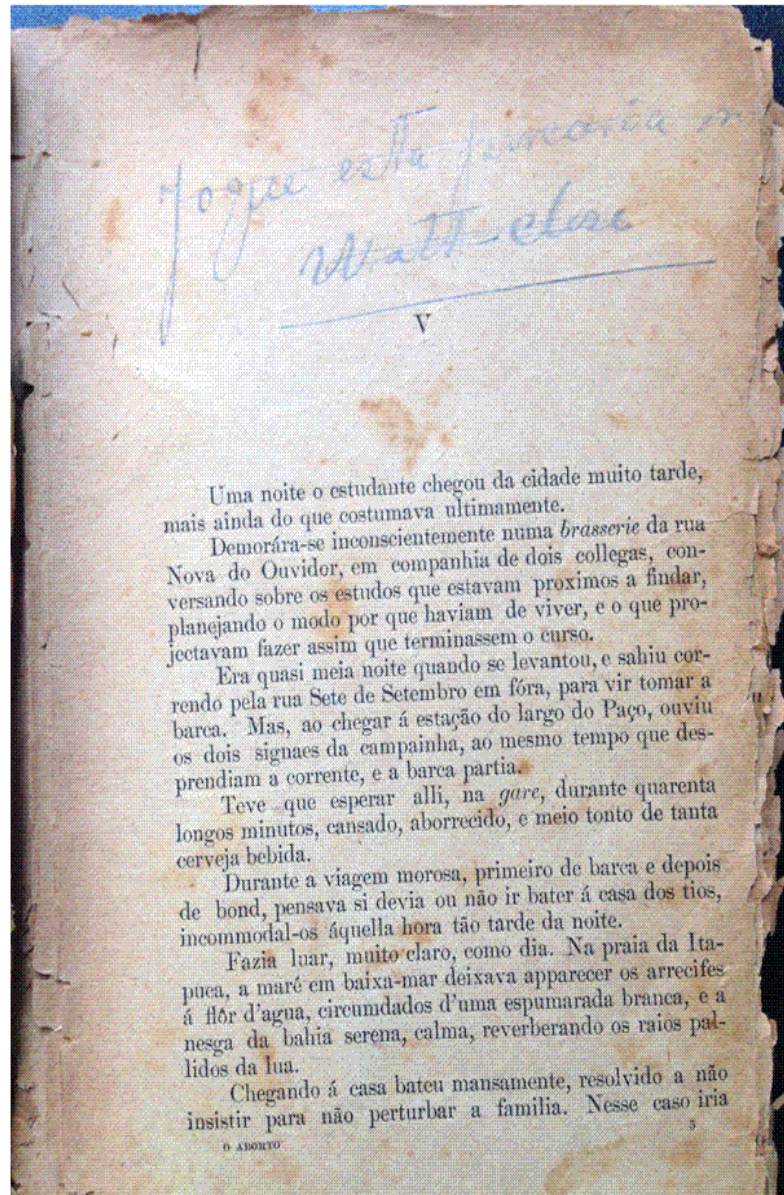 Jogue esta porcaria n
Watt-close
V
Uma noite o estudante chegou da cidade muito tarde,
mais ainda do que costumava ultimamente.
Demorára-se inconscientemente numa brasserie da rua
Nova do Ouvidor, em companhia de dois collegas, con-
versando sobre os estudos que estavam proximos a findar,
planejando o modo por que haviam de viver, e o que pro-
jectavam fazer assim que terminassem o curso.
Era quasi meia noite quando se levantou, e sahiu cor-
rendo pela rua Sete de Setembro em fóra, para vir tomar a
barca. Mas, ao chegar á estação do largo do Paço, ouviu
os dois signaes da campainha, ao mesmo tempo que des-
prendiam a corrente, e a barca partia.
Teve que esperar alli, na gare, durante quarenta
longos minutos, cansado, aborrecido, e meio tonto de tanta
cerveja bebida.
Durante a viagem morosa, primeiro de barca e depois
de bond, pensava si devia ou não ir bater á casa dos tios,
incommodal-os áquella hora tão tarde da noite.
Fazia luar, muito claro, como dia. Na praia da Ita-
puca, a maré em baixa-mar deixava apparecer os arrecifes
á flôr d'agua, circumdados d'uma espumarada branca, e a
nesga da bahia serena, calma, reverberando os raios pal-
lidos da lua.
Chegando á casa bateu mansamente, resolvido a não
insistir para não perturbar a familia. Nesse caso iria
O ABORTO